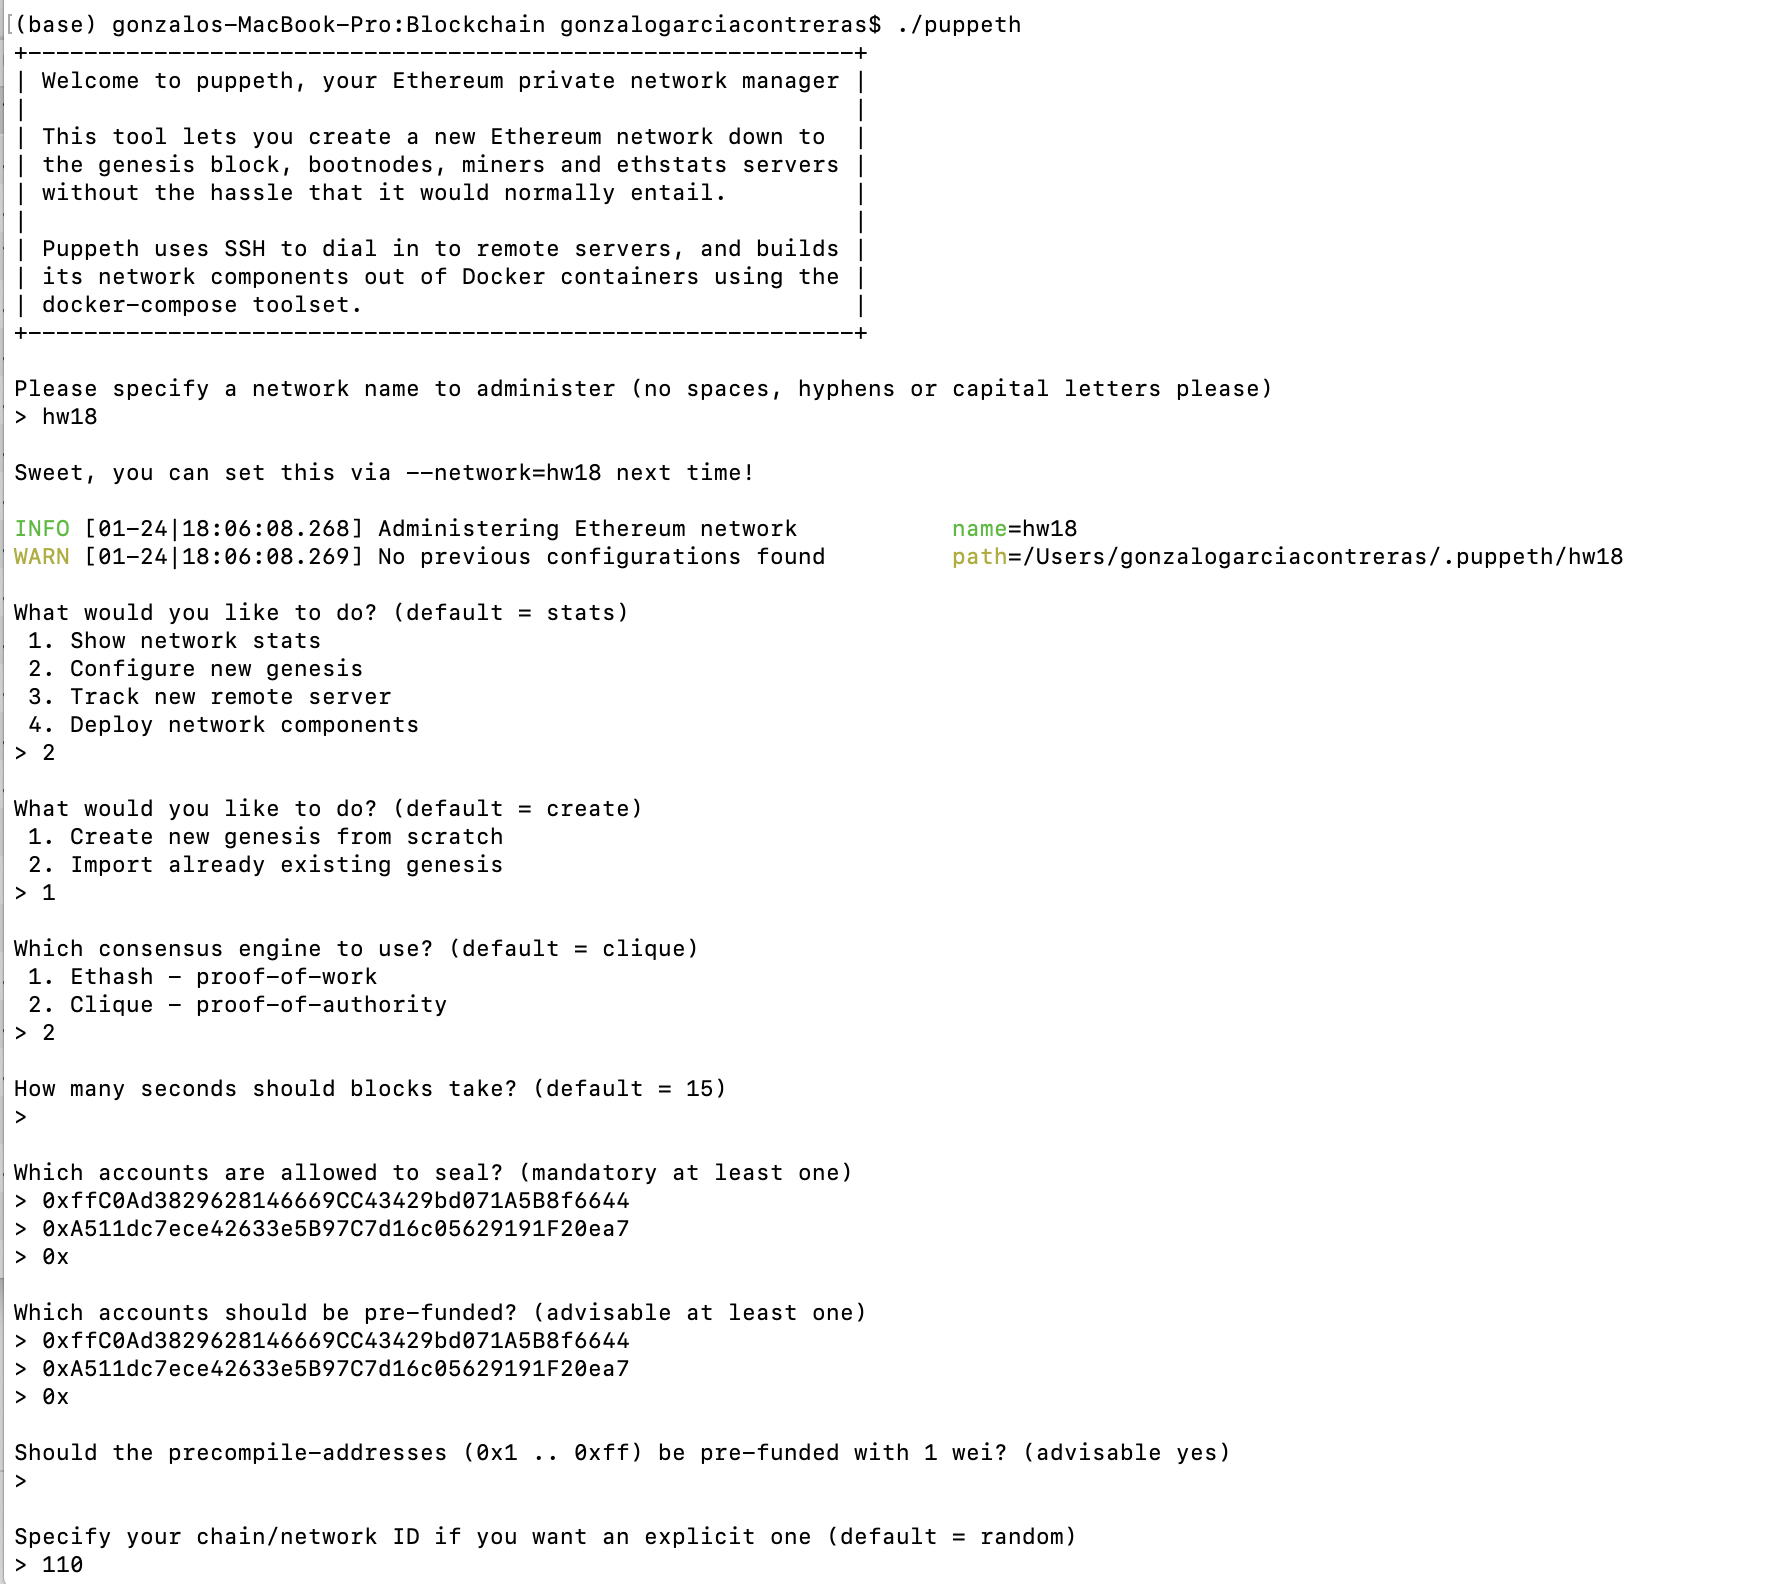 (base) gonzalos-MacBook-Pro:Blockchain gonzalogarciacontreras$ ./puppeth
+-----------------------------------------------------------+
| Welcome to puppeth, your Ethereum private network manager |
|                                                           |
| This tool lets you create a new Ethereum network down to  |
| the genesis block, bootnodes, miners and ethstats servers |
| without the hassle that it would normally entail.         |
|                                                           |
| Puppeth uses SSH to dial in to remote servers, and builds |
| its network components out of Docker containers using the |
| docker-compose toolset.                                   |
+-----------------------------------------------------------+

Please specify a network name to administer (no spaces, hyphens or capital letters please)
> hw18

Sweet, you can set this via --network=hw18 next time!

INFO [01-24|18:06:08.268] Administering Ethereum network           name=hw18
WARN [01-24|18:06:08.269] No previous configurations found         path=/Users/gonzalogarciacontreras/.puppeth/hw18

What would you like to do? (default = stats)
 1. Show network stats
 2. Configure new genesis
 3. Track new remote server
 4. Deploy network components
> 2

What would you like to do? (default = create)
 1. Create new genesis from scratch
 2. Import already existing genesis
> 1

Which consensus engine to use? (default = clique)
 1. Ethash - proof-of-work
 2. Clique - proof-of-authority
> 2

How many seconds should blocks take? (default = 15)
>

Which accounts are allowed to seal? (mandatory at least one)
> 0xffC0Ad3829628146669CC43429bd071A5B8f6644
> 0xA511dc7ece42633e5B97C7d16c05629191F20ea7
> 0x

Which accounts should be pre-funded? (advisable at least one)
> 0xffC0Ad3829628146669CC43429bd071A5B8f6644
> 0xA511dc7ece42633e5B97C7d16c05629191F20ea7
> 0x

Should the precompile-addresses (0x1 .. 0xff) be pre-funded with 1 wei? (advisable yes)
>

Specify your chain/network ID if you want an explicit one (default = random)
> 110